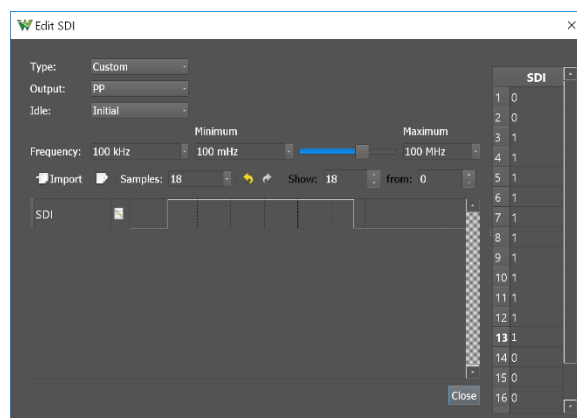 Edit SDI
Type: Custom
Output: PP
Idle: Initial
Minimum Maximum
Frequency: 100 kHz 100 mHz 100 MHz
Import Samples: 18 Show: 18 from: 0
SDI
Close
SDI
1 0
2 0
3 1
4 1
5 1
6 1
7 1
8 1
9 1
10 1
11 1
12 1
13 1
14 0
15 0
16 0